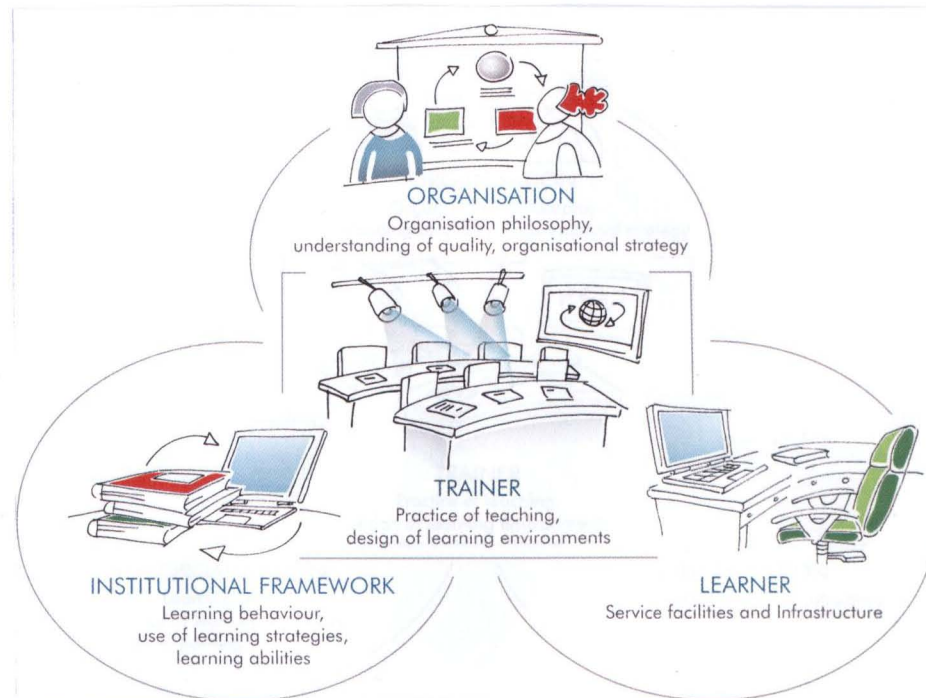 ORGANISATION
Organisation philosophy,
understanding of quality, organisational strategy
TRAINER
Practice of teaching,
design of learning environments
INSTITUTIONAL FRAMEWORK
Learning behaviour,
use of learning strategies,
learning abilities
LEARNER
Service facilities and Infrastructure